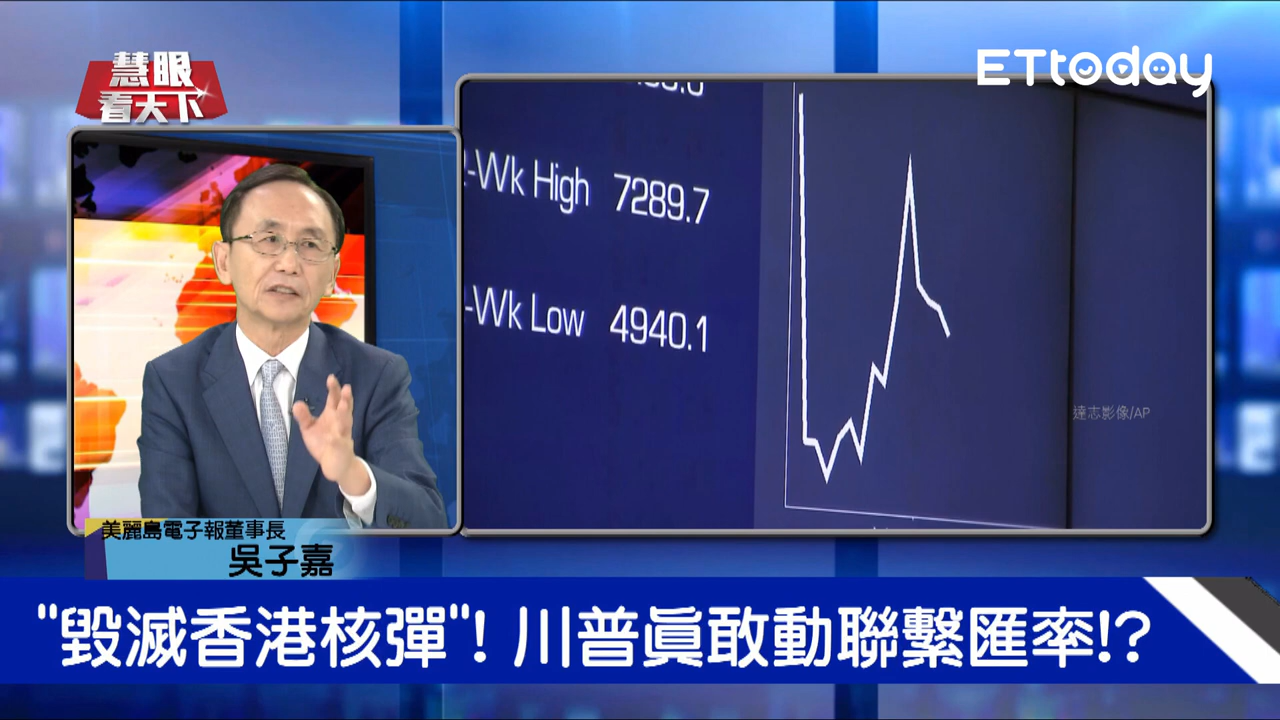 慧眼
看天下
ETtoday
-Wk High 7289.7
-Wk Low 4940.1
達志影像/AP
美麗島電子報董事長
吳子嘉
"毀滅香港核彈"! 川普真敢動聯繫匯率!?